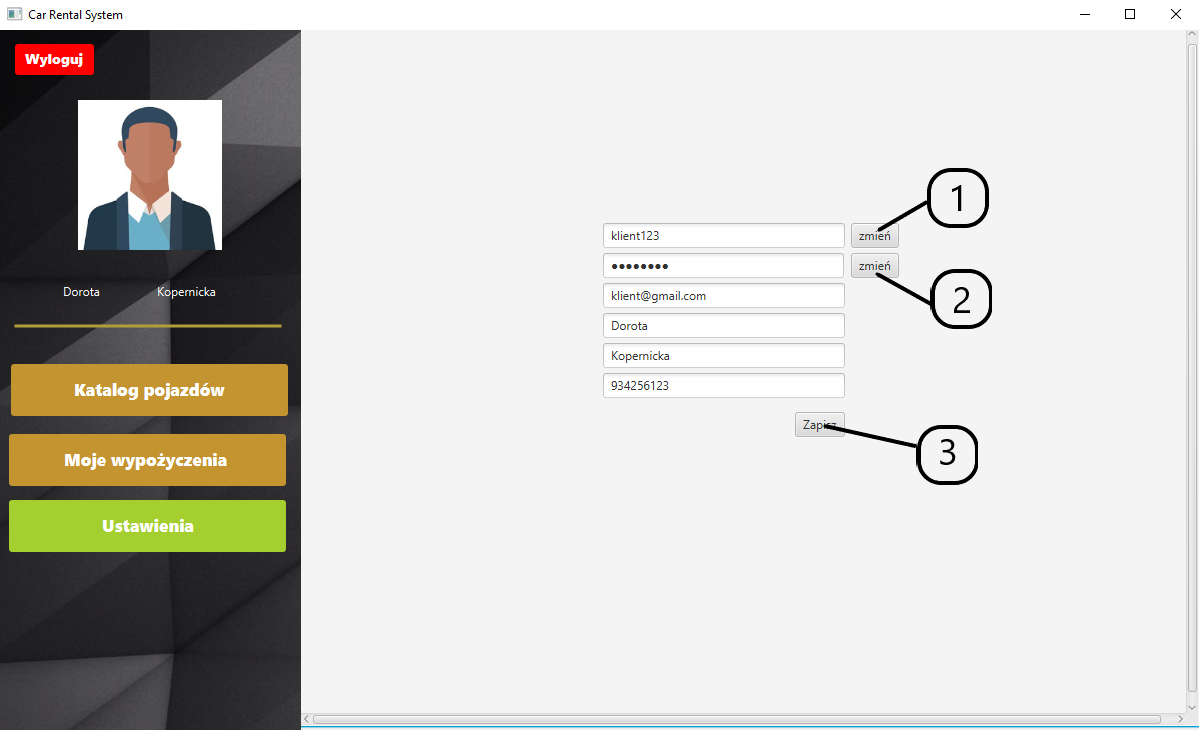 Car Rental System
Wyloguj
Dorota Kopernicka
Katalog pojazdów
Moje wypożyczenia
Ustawienia
klient123 zmień
●●●●●●●● zmień
klient@gmail.com
Dorota
Kopernicka
934256123
Zapisz
1
2
3